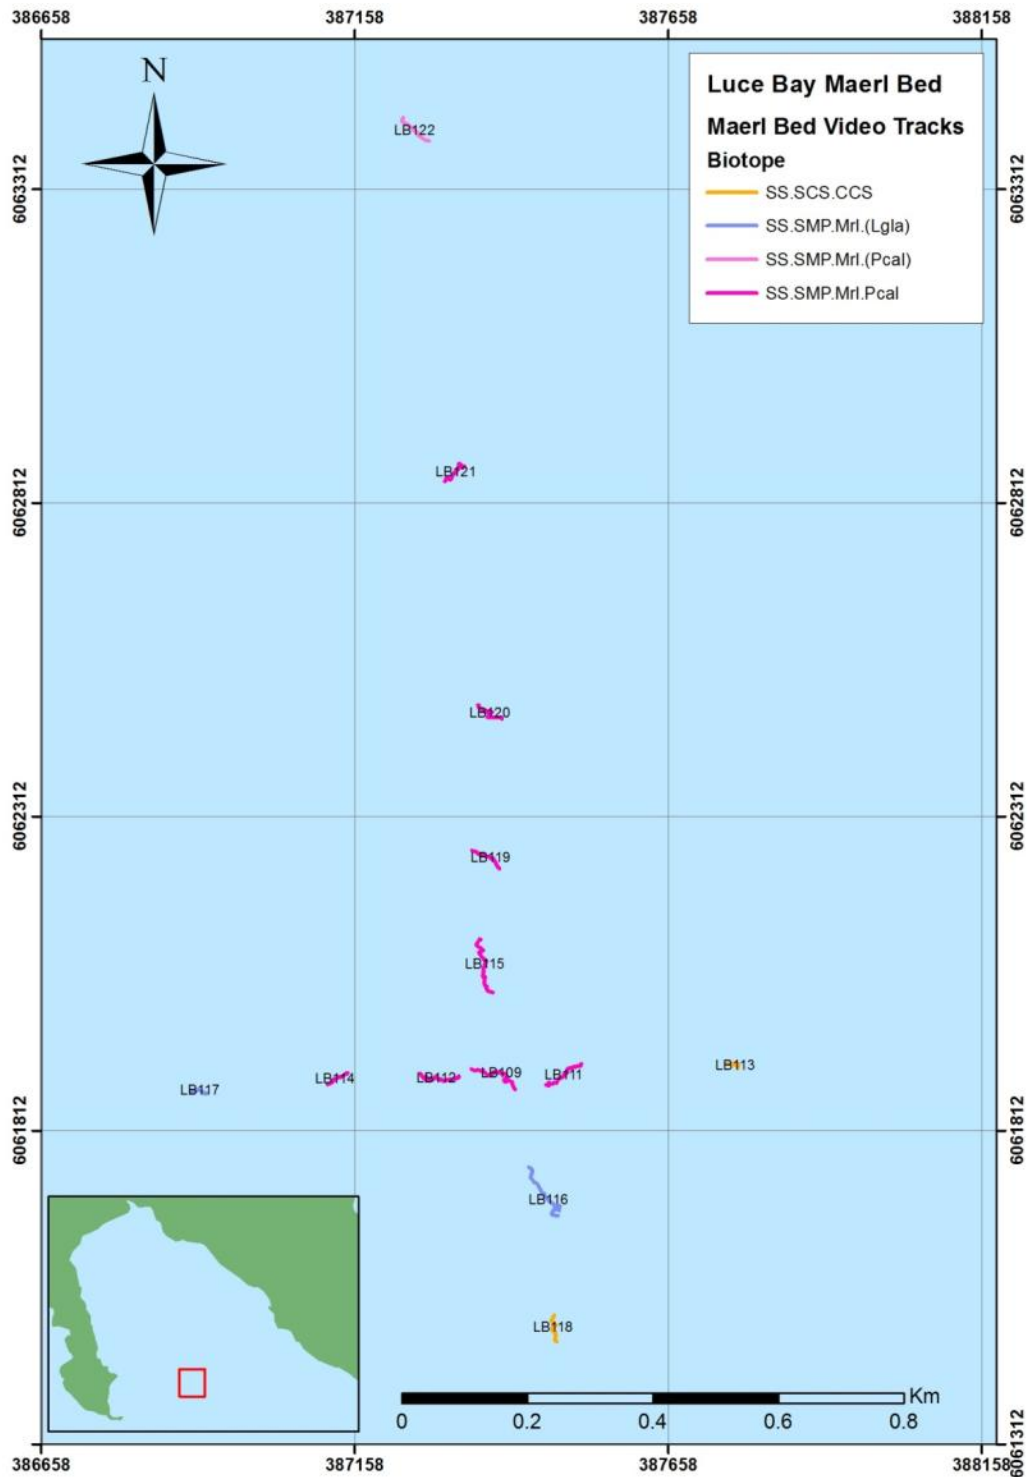 386658 387158 387658 388158
N
Luce Bay Maerl Bed
Maerl Bed Video Tracks
Biotope
SS.SCS.CCS
SS.SMP.Mrl.(Lgla)
SS.SMP.Mrl.(Pcal)
SS.SMP.Mrl.Pcal
LB122
6063312 6063312
LB121
6062812 6062812
LB120
6062312 6062312
LB119
LB115
LB117 LB114 LB112 LB109 LB111 LB113
6061812 6061812
LB116
LB118
Km
0 0.2 0.4 0.6 0.8
6061312 6061312
386658 387158 387658 388158